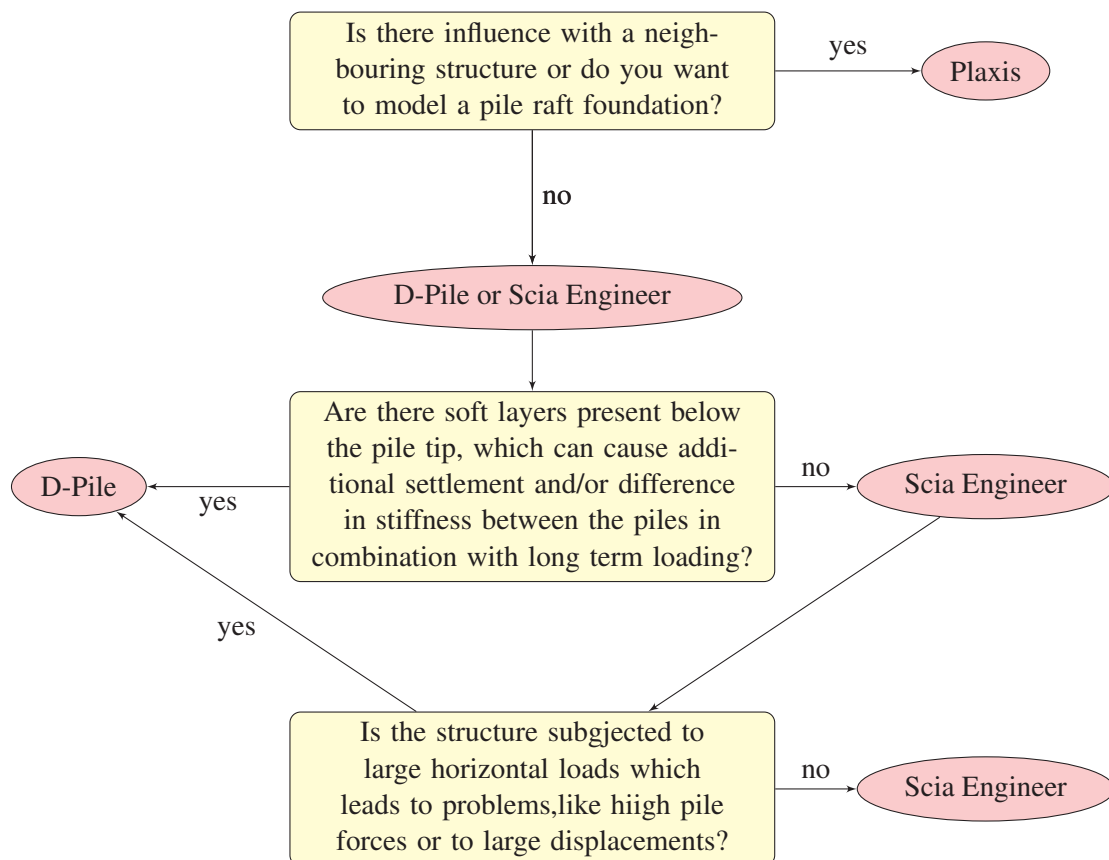 Is there influence with a neigh-
bouring structure or do you want
to model a pile raft foundation?
yes
Plaxis
no
D-Pile or Scia Engineer
Are there soft layers present below
the pile tip, which can cause addi-
tional settlement and/or difference
in stiffness between the piles in
combination with long term loading?
D-Pile
yes
no
Scia Engineer
yes
Is the structure subgjected to
large horizontal loads which
leads to problems,like hiigh pile
forces or to large displacements?
no
Scia Engineer